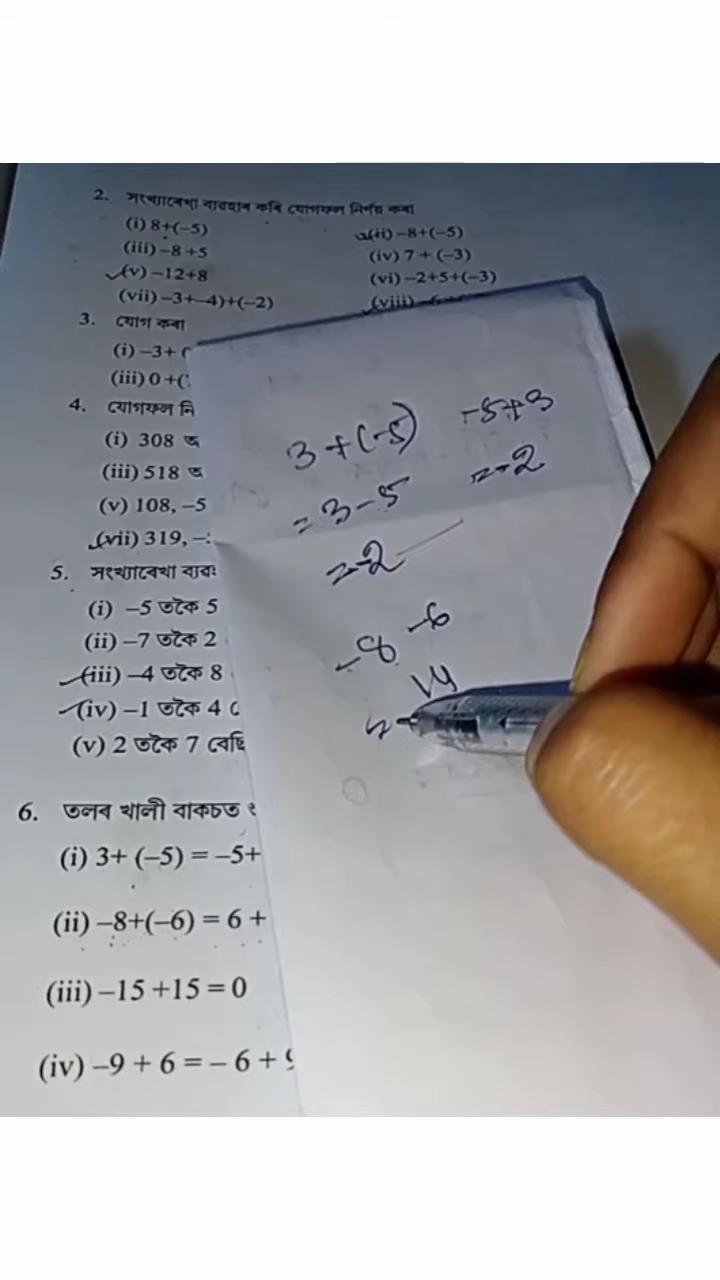 2. সংখ্যাৰেখা ব্যৱহাৰ কৰি যোগফল নিৰ্ণয় কৰা
(i) 8+(–5) (ii) –8+(–5)
(iii) –8 +5 (iv) 7 + (–3)
(v) –12+8 (vi) –2+5+(–3)
(vii) –3+–4)+(–2) (viii)
3. যোগ কৰা
(i) –3+ (
(iii) 0 +(
4. যোগফল নি
(i) 308 
(iii) 518 
(v) 108, –5
(vii) 319, –
5. সংখ্যাৰেখা ব্যৱ
(i) –5 তকৈ 5
(ii) –7 তকৈ 2
(iii) –4 তকৈ 8
(iv) –1 তকৈ 4
(v) 2 তকৈ 7 বেছি
6. তলৰ খালী বাকচত
(i) 3+ (–5) = –5+
(ii) –8+(–6) = 6 +
(iii) –15 +15 = 0
(iv) –9 + 6 = – 6 + 9
3 + (–5) –5+3
= 3 – 5 = –2
= –2
–8 –6
14